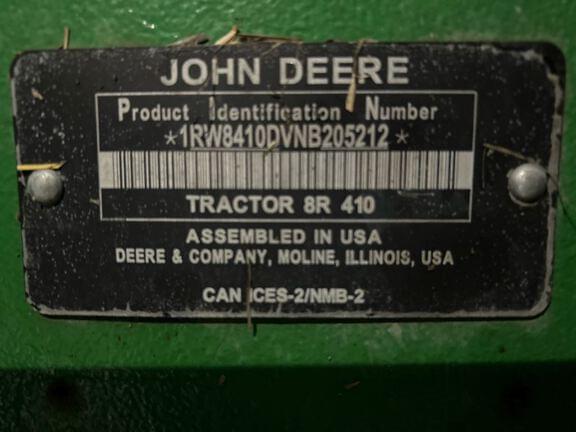 JOHN DEERE
Product Identification Number
*1RW8410DVNB205212*
TRACTOR 8R 410
ASSEMBLED IN USA
DEERE & COMPANY, MOLINE, ILLINOIS, USA
CAN ICES-2/NMB-2